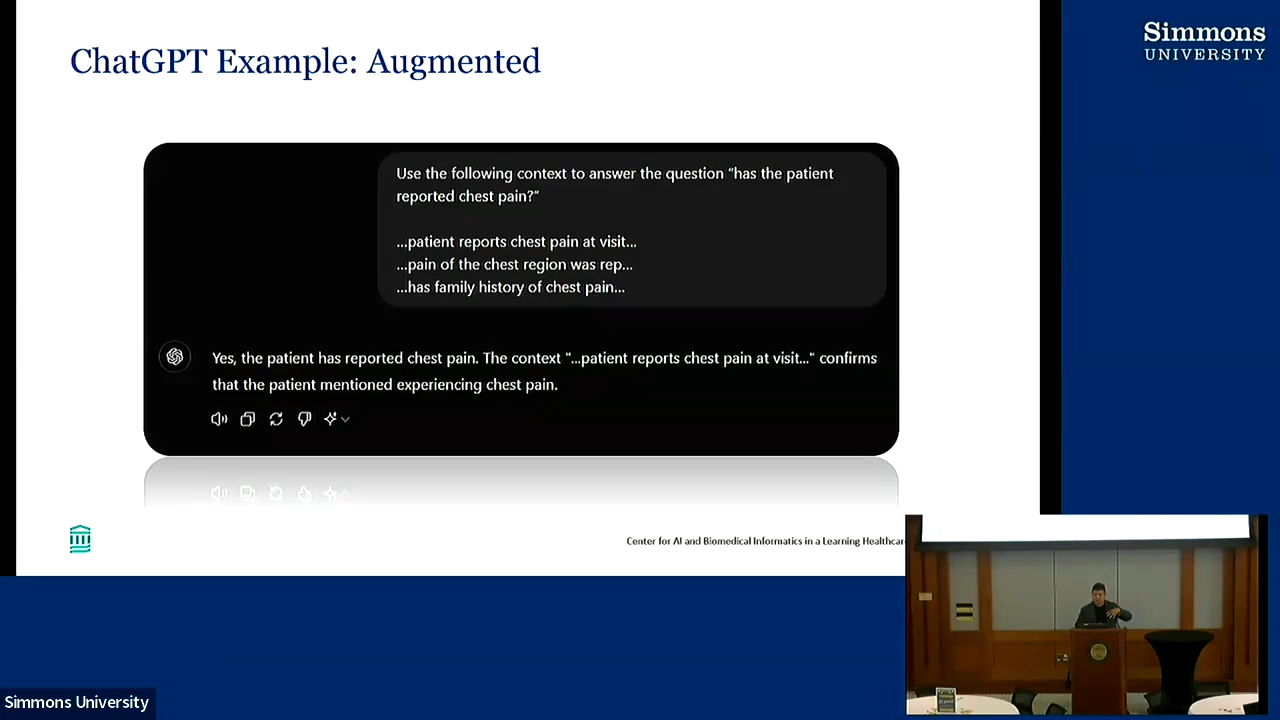 ChatGPT Example: Augmented
Simmons
UNIVERSITY
Use the following context to answer the question "has the patient
reported chest pain?"
...patient reports chest pain at visit...
...pain of the chest region was rep...
...has family history of chest pain...
Yes, the patient has reported chest pain. The context "...patient reports chest pain at visit..." confirms
that the patient mentioned experiencing chest pain.
Center for AI and Biomedical Informatics in a Learning Healthcar
Simmons University